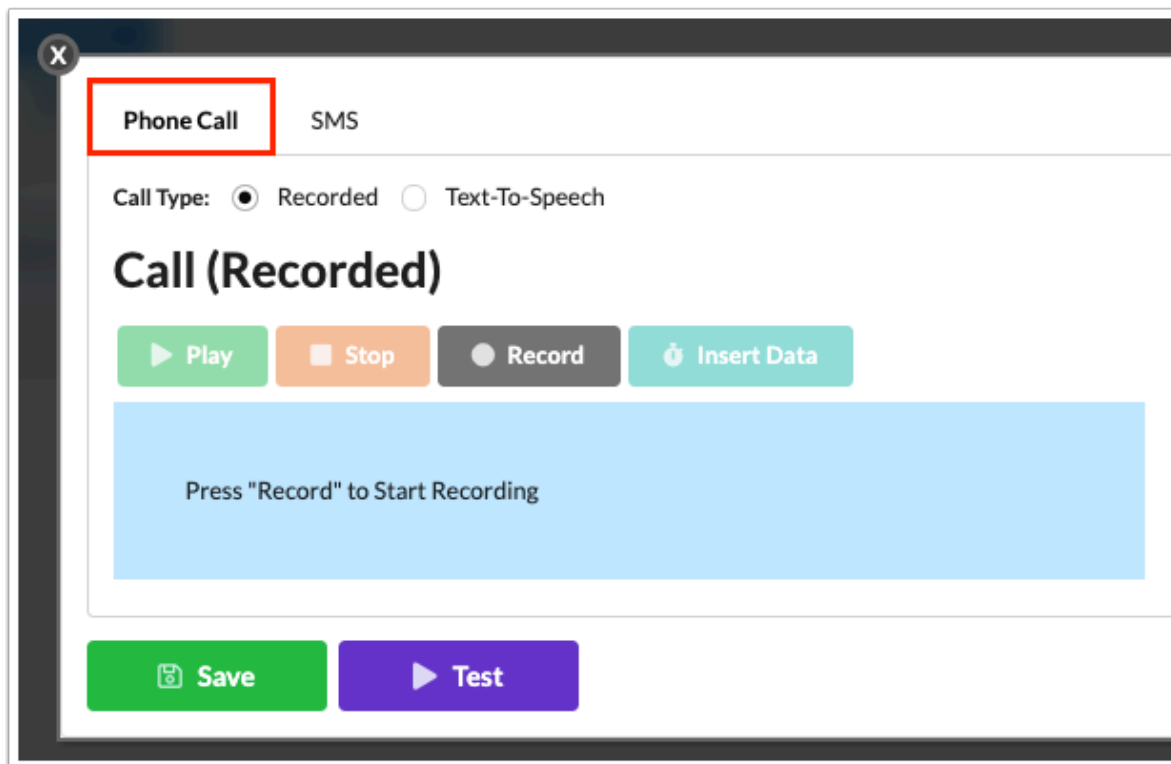 X
Phone Call SMS
Call Type: Recorded Text-To-Speech
Call (Recorded)
Play Stop Record Insert Data
Press "Record" to Start Recording
Save Test